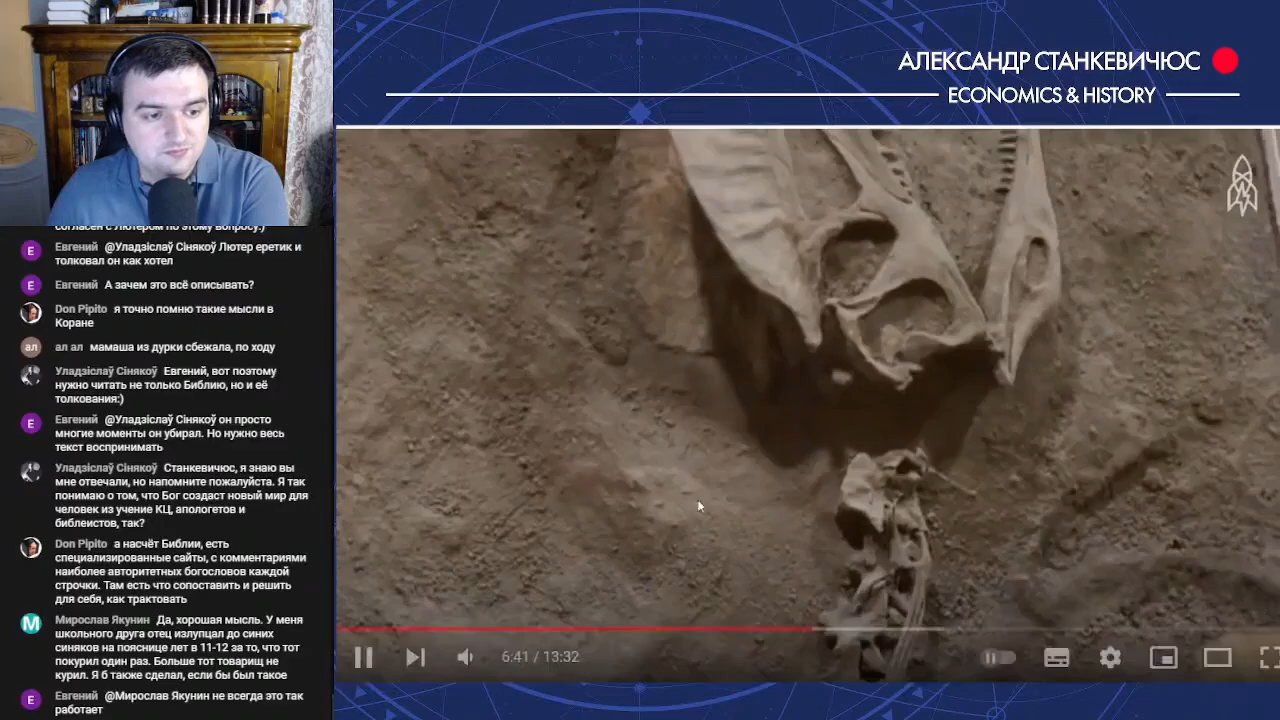 АЛЕКСАНДР СТАНКЕВИЧЮС
ECONOMICS & HISTORY
согласен с Лютером по этому вопросу:)
E Евгений @Уладзіслаў Сінякоў Лютер еретик и
толковал он как хотел
E Евгений А зачем это всё описывать?
Don Pipito я точно помню такие мысли в
Коране
ал ал ал мамаша из дурки сбежала, по ходу
Уладзіслаў Сінякоў Евгений, вот поэтому
нужно читать не только Библию, но и её
толкования:)
E Евгений @Уладзіслаў Сінякоў он просто
многие моменты он убирал. Но нужно весь
текст воспринимать
Уладзіслаў Сінякоў Станкевичюс, я знаю вы
мне отвечали, но напомните пожалуйста. Я так
понимаю о том, что Бог создаст новый мир для
человек из учение КЦ, апологетов и
библеистов, так?
Don Pipito а насчёт Библии, есть
специализированные сайты, с комментариями
наиболее авторитетных богословов каждой
строчки. Там есть что сопоставить и решить
для себя, как трактовать
М Мирослав Якунин Да, хорошая мысль. У меня
школьного друга отец излупцал до синих
синяков на пояснице лет в 11-12 за то, что тот
покурил один раз. Больше тот товарищ не
курил. Я б также сделал, если бы был такое
E Евгений @Мирослав Якунин не всегда это так
работает
6:41 / 13:32